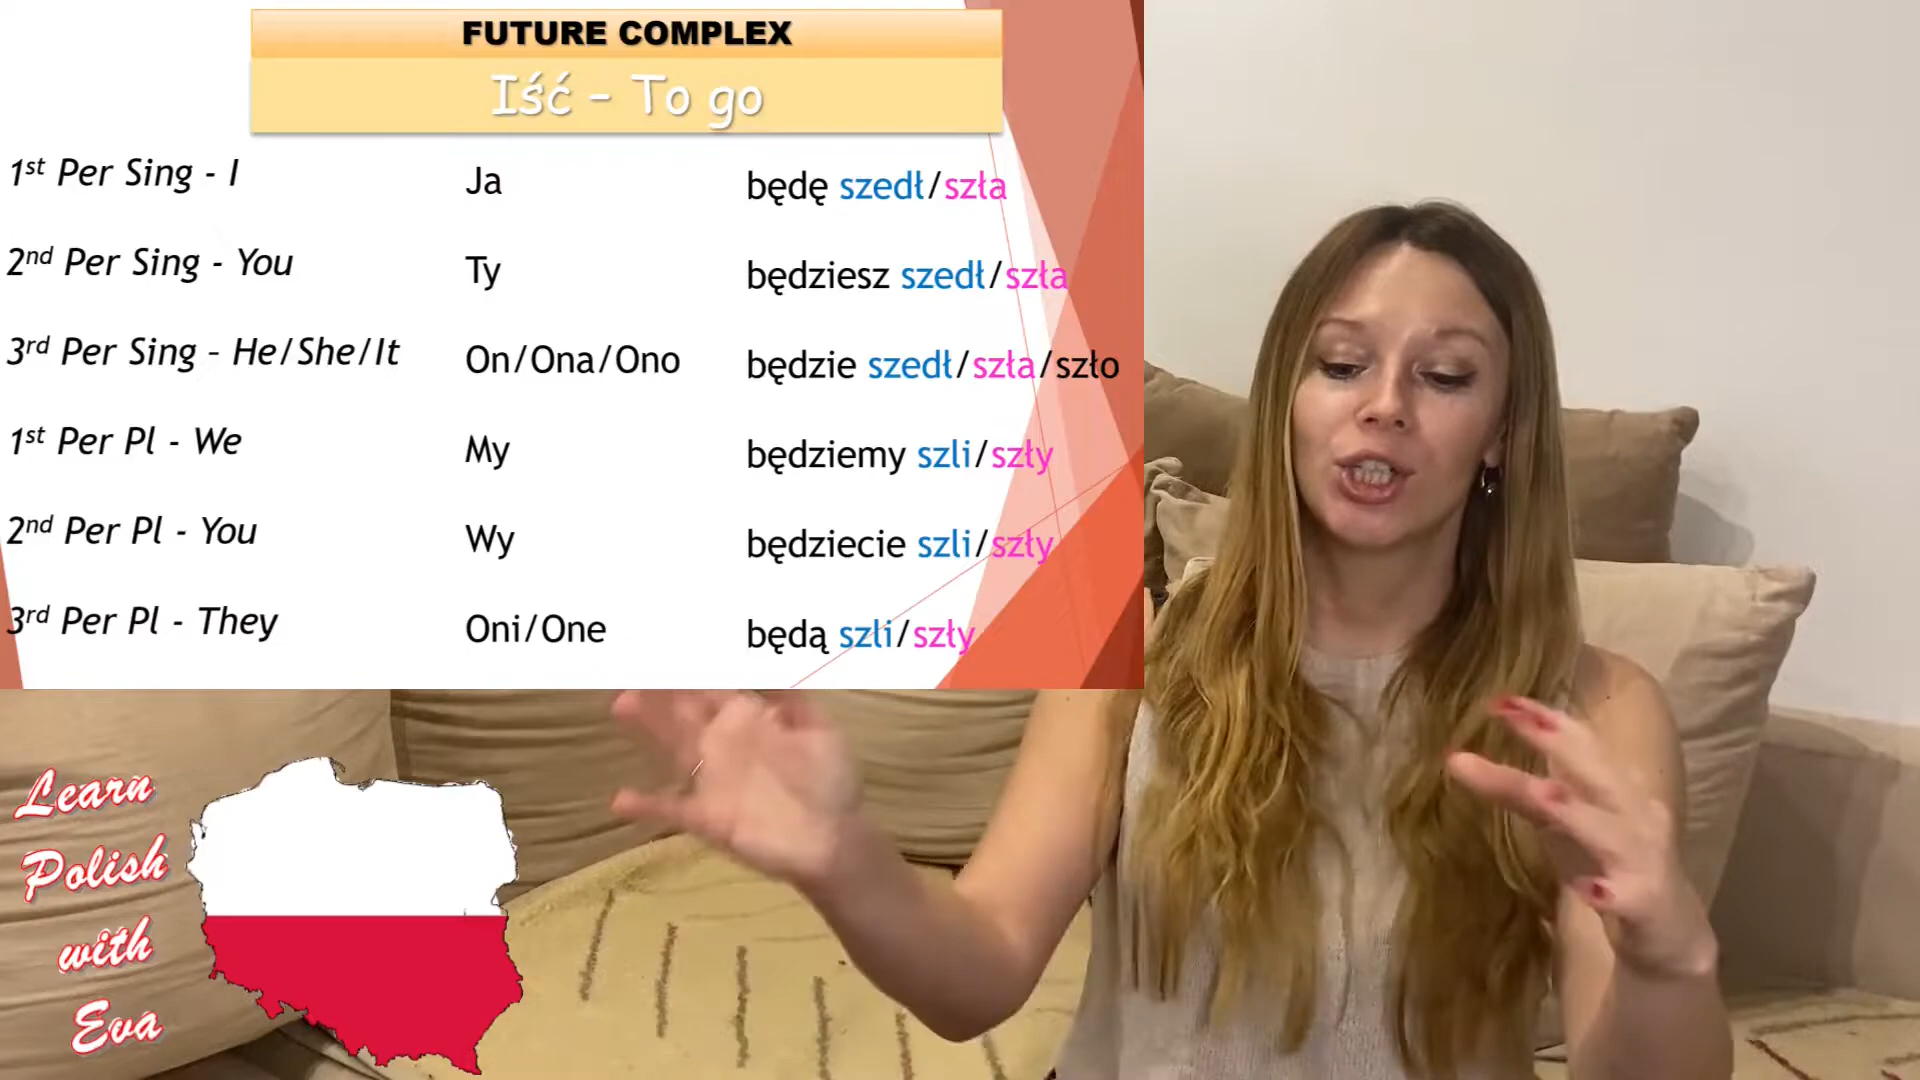 FUTURE COMPLEX
Iść – To go
1st Per Sing - I Ja będę szedł/szła
2nd Per Sing - You Ty będziesz szedł/szła
3rd Per Sing – He/She/It On/Ona/Ono będzie szedł/szła/szło
1st Per Pl - We My będziemy szli/szły
2nd Per Pl - You Wy będziecie szli/szły
3rd Per Pl - They Oni/One będą szli/szły
Learn
Polish
with
Eva